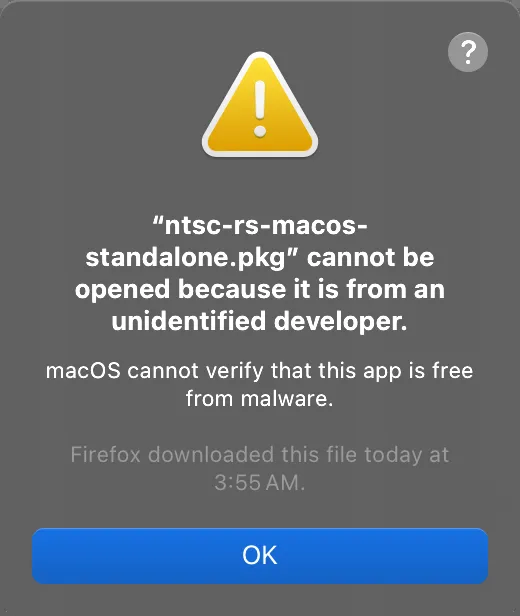 ?
“ntsc-rs-macos-
standalone.pkg” cannot be
opened because it is from an
unidentified developer.
macOS cannot verify that this app is free
from malware.
Firefox downloaded this file today at
3:55 AM.
OK